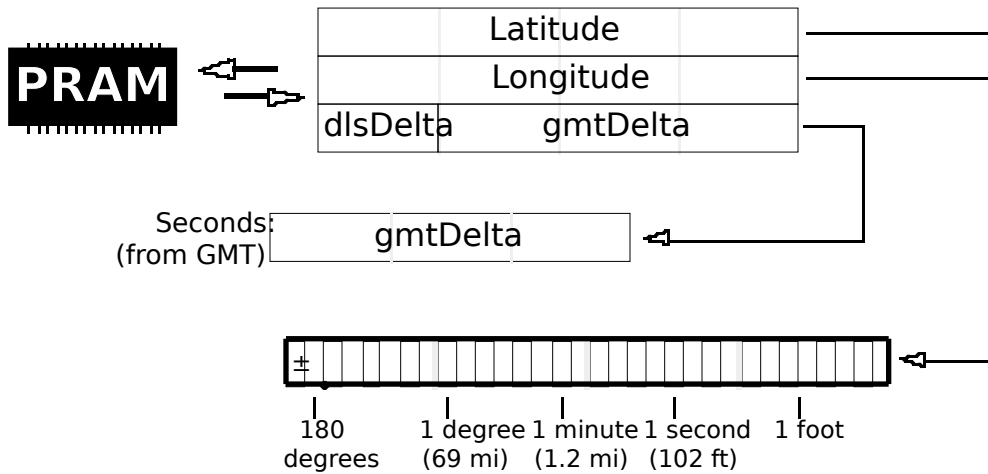 Latitude
PRAM
Longitude
dlsDelta gmtDelta
Seconds:
(from GMT)
gmtDelta
±
180
degrees
1 degree
(69 mi)
1 minute
(1.2 mi)
1 second
(102 ft)
1 foot